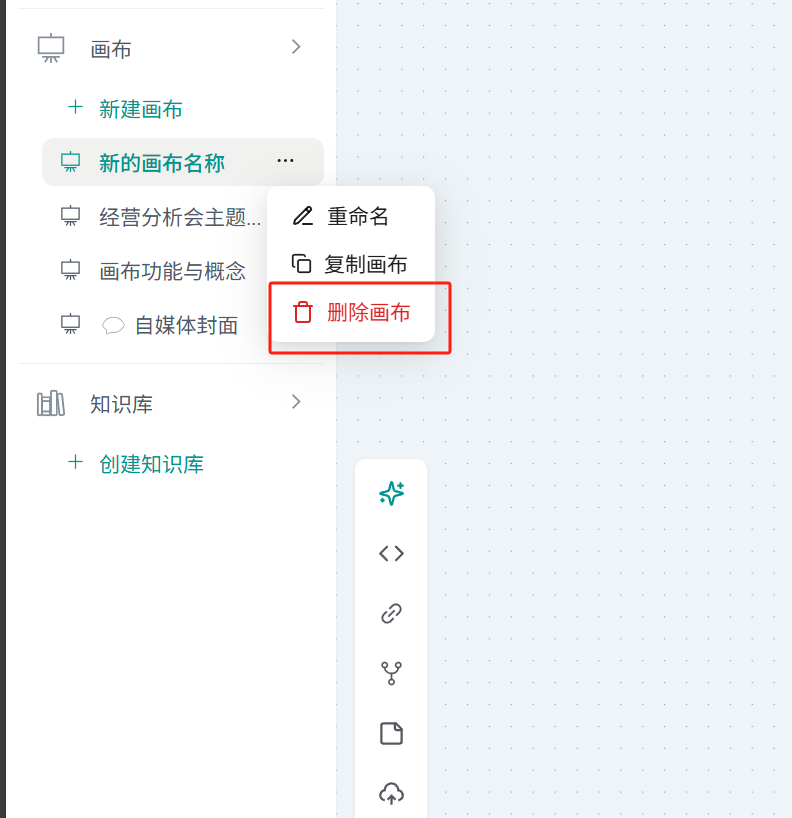 画布
新建画布
新的画布名称
重命名
经营分析会主题...
复制画布
画布功能与概念
删除画布
自媒体封面
知识库
创建知识库